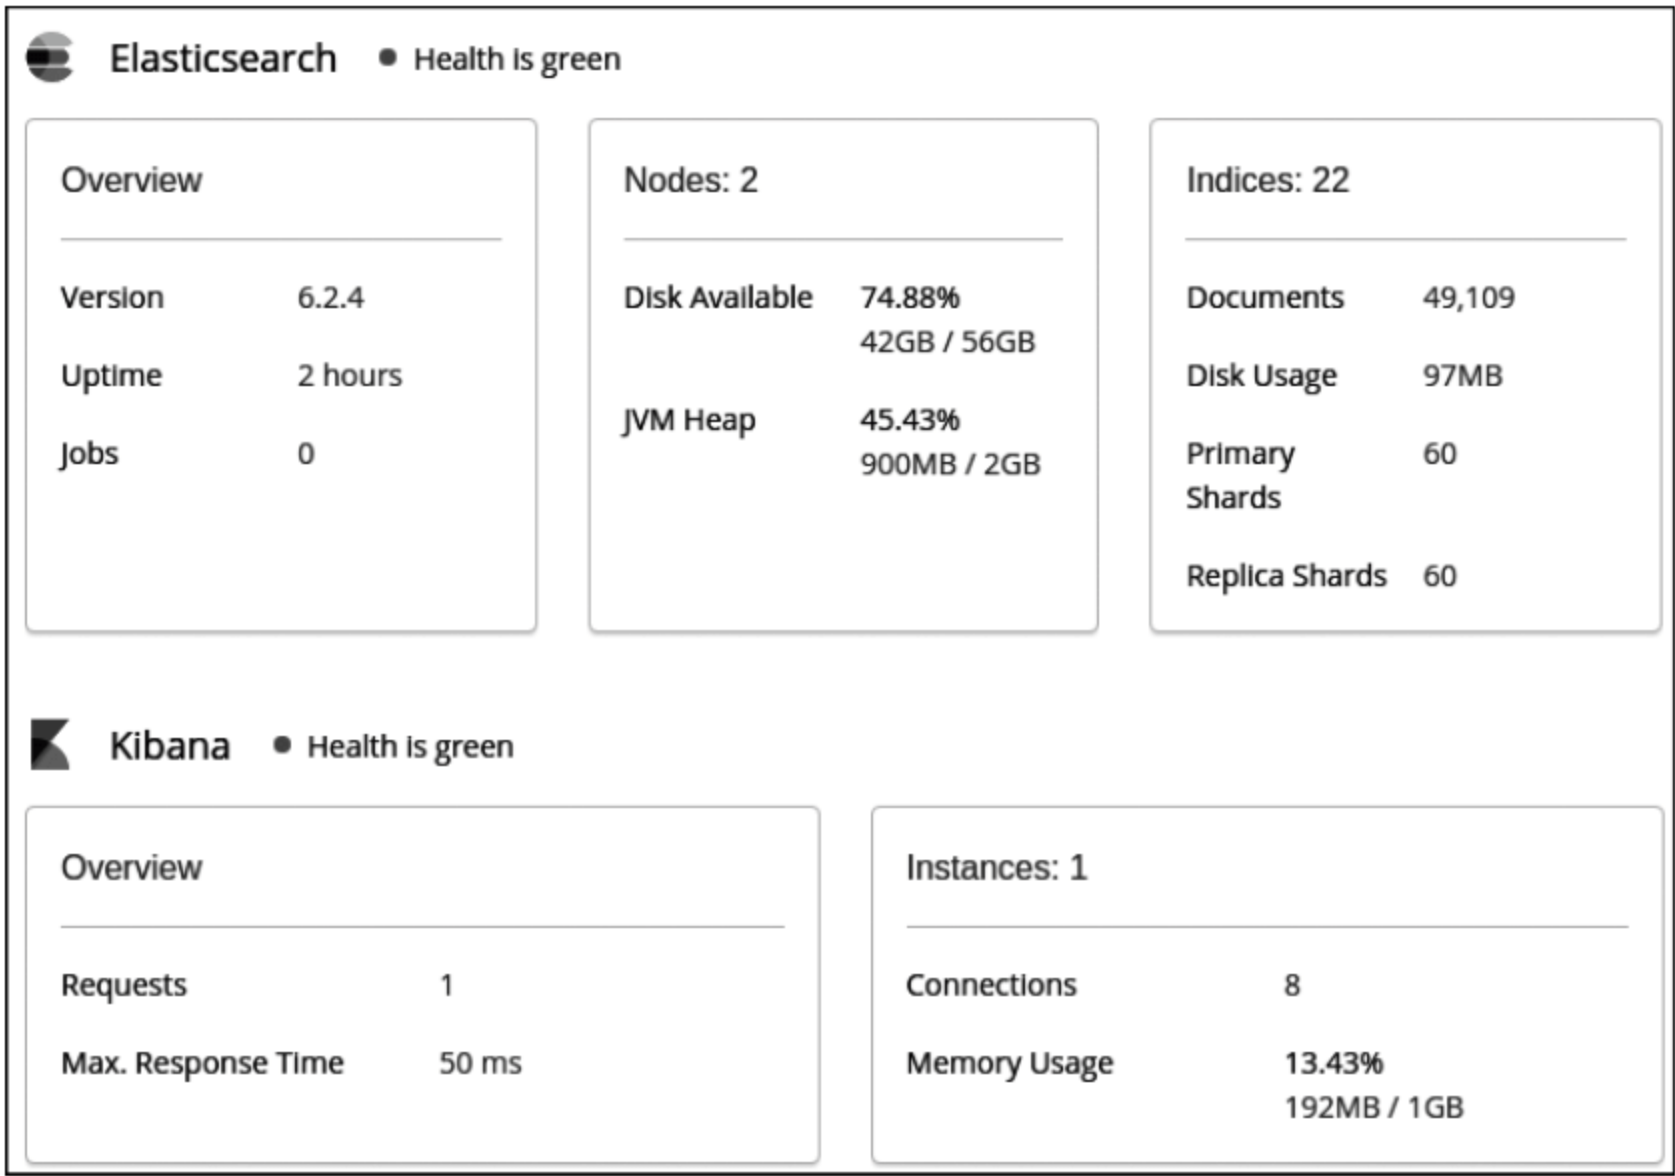 Elasticsearch • Health is green
Overview
Version 6.2.4
Uptime 2 hours
Jobs 0
Nodes: 2
Disk Available 74.88%
42GB / 56GB
JVM Heap 45.43%
900MB / 2GB
Indices: 22
Documents 49,109
Disk Usage 97MB
Primary 60
Shards
Replica Shards 60
Kibana • Health is green
Overview
Requests 1
Max. Response Time 50 ms
Instances: 1
Connections 8
Memory Usage 13.43%
192MB / 1GB